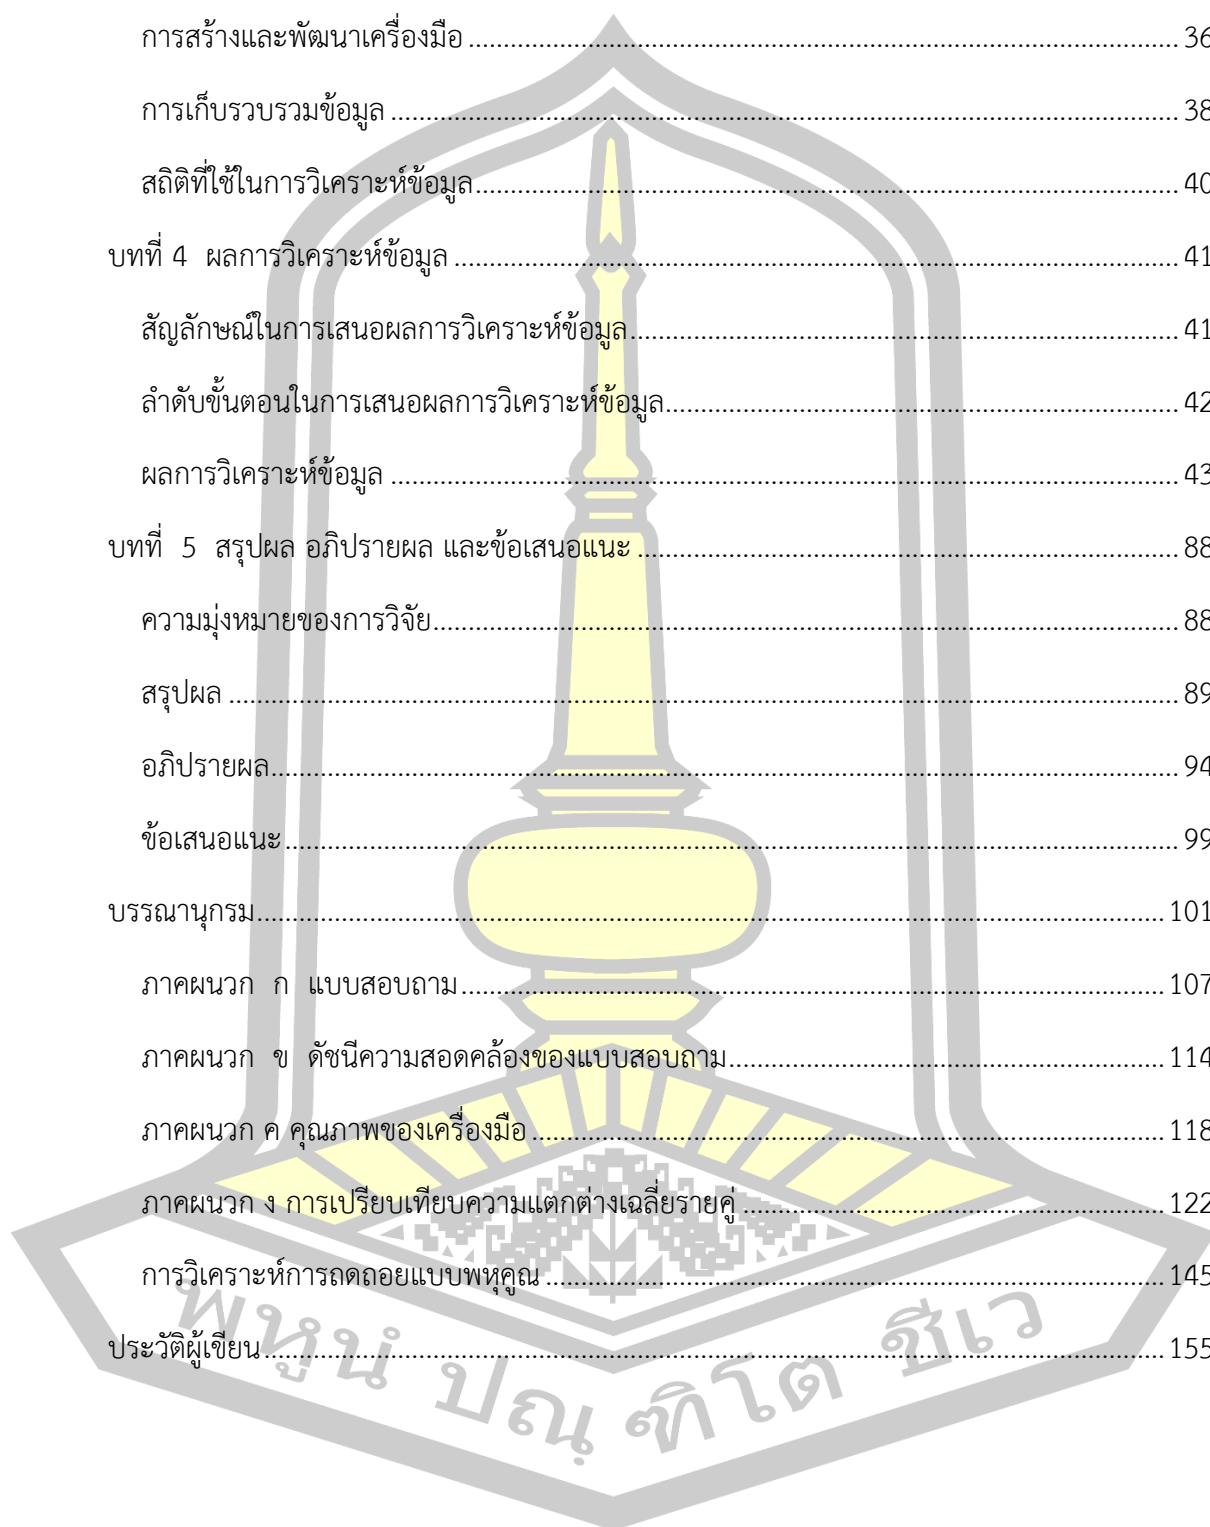 การสร้างและพัฒนาเครื่องมือ ........ 36
การเก็บรวบรวมข้อมูล ........ 38
สถิติที่ใช้ในการวิเคราะห์ข้อมูล ........ 40
บทที่ 4 ผลการวิเคราะห์ข้อมูล ........ 41
สัญลักษณ์ในการเสนอผลการวิเคราะห์ข้อมูล ........ 41
ลำดับขั้นตอนในการเสนอผลการวิเคราะห์ข้อมูล ........ 42
ผลการวิเคราะห์ข้อมูล ........ 43
บทที่ 5 สรุปผล อภิปรายผล และข้อเสนอแนะ ........ 88
ความมุ่งหมายของการวิจัย ........ 88
สรุปผล ........ 89
อภิปรายผล ........ 94
ข้อเสนอแนะ ........ 99
บรรณานุกรม ........ 101
ภาคผนวก ก แบบสอบถาม ........ 107
ภาคผนวก ข ดัชนีความสอดคล้องของแบบสอบถาม ........ 114
ภาคผนวก ค คุณภาพของเครื่องมือ ........ 118
ภาคผนวก ง การเปรียบเทียบความแตกต่างเฉลี่ยรายคู่ ........ 122
การวิเคราะห์การถดถอยแบบพหุคูณ ........ 145
ประวัติผู้เขียน ........ 155
พหูนํ ปณฺฑิโต ชีเว